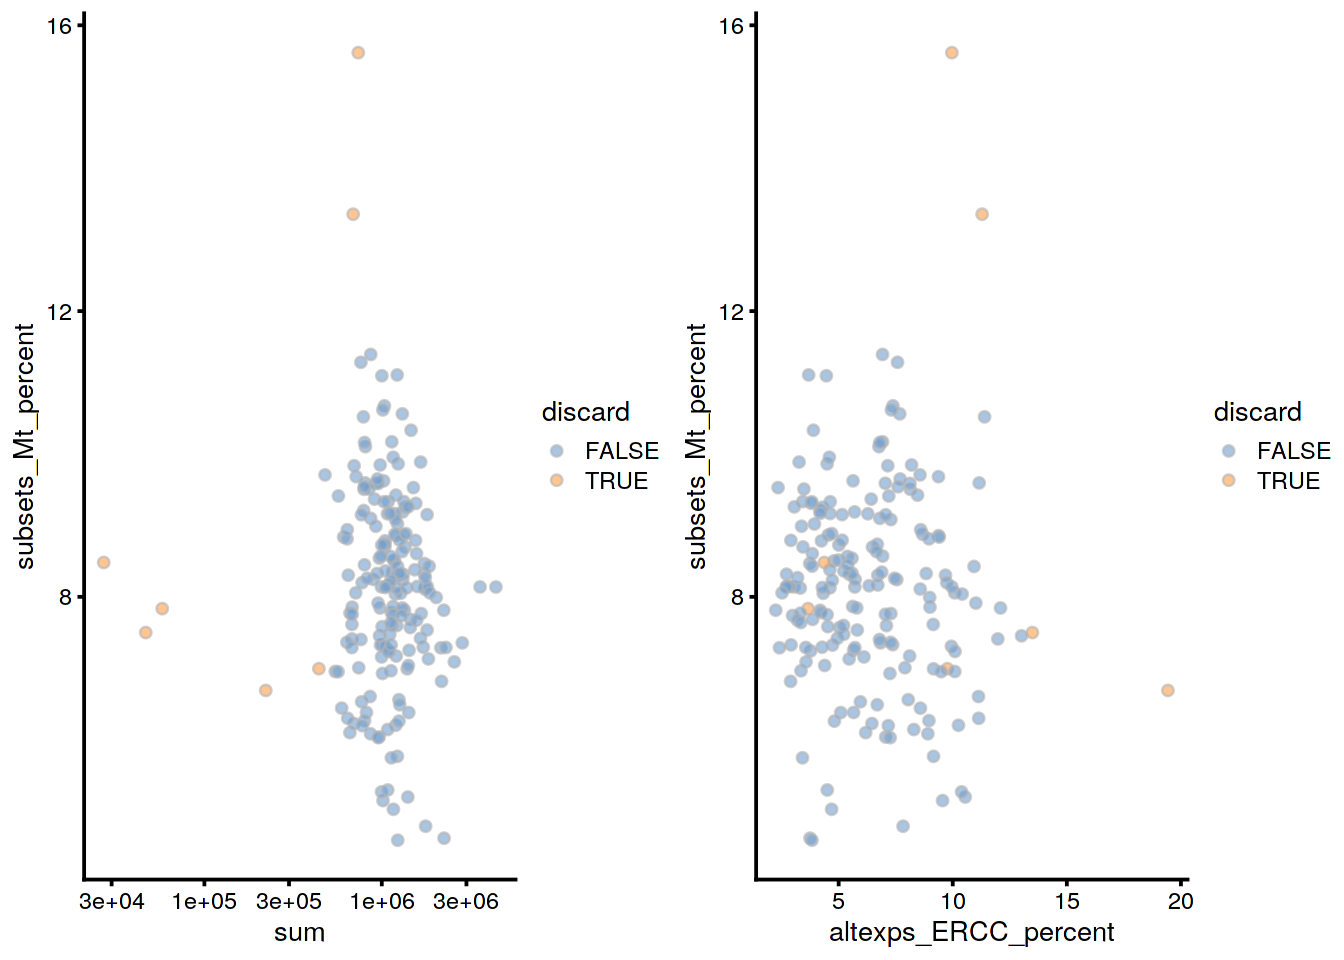 16
12
8
subsets_Mt_percent
3e+04 1e+05 3e+05 1e+06 3e+06
sum
discard
FALSE
TRUE
16
12
8
subsets_Mt_percent
5 10 15 20
altexps_ERCC_percent
discard
FALSE
TRUE